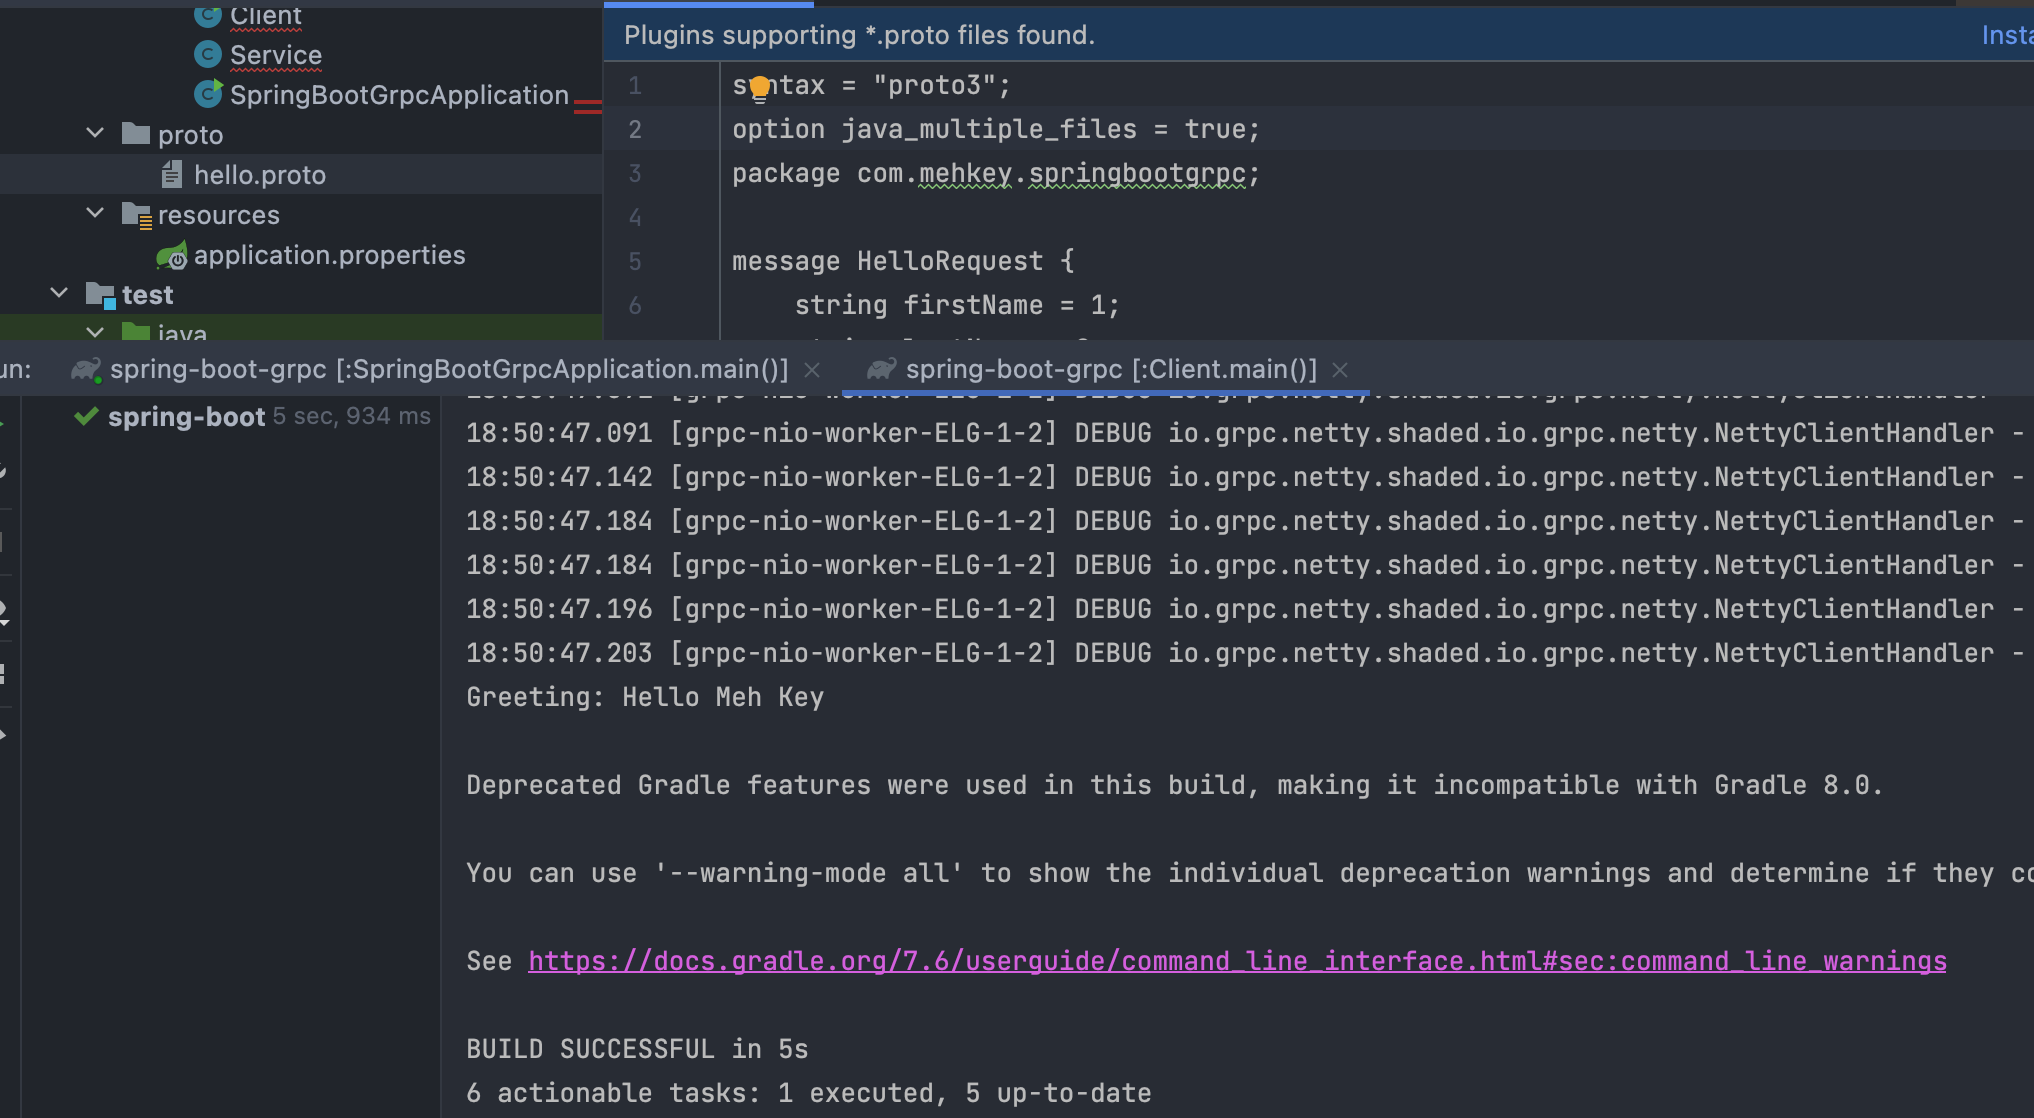 Client
Service
SpringBootGrpcApplication
proto
hello.proto
resources
application.properties
test
java
Plugins supporting *.proto files found.
Insta
1 syntax = "proto3";
2 option java_multiple_files = true;
3 package com.mehkey.springbootgrpc;
4
5 message HelloRequest {
6 string firstName = 1;
un: spring-boot-grpc [:SpringBootGrpcApplication.main()] spring-boot-grpc [:Client.main()]
spring-boot 5 sec, 934 ms
18:50:47.091 [grpc-nio-worker-ELG-1-2] DEBUG io.grpc.netty.shaded.io.grpc.netty.NettyClientHandler -
18:50:47.142 [grpc-nio-worker-ELG-1-2] DEBUG io.grpc.netty.shaded.io.grpc.netty.NettyClientHandler -
18:50:47.184 [grpc-nio-worker-ELG-1-2] DEBUG io.grpc.netty.shaded.io.grpc.netty.NettyClientHandler -
18:50:47.184 [grpc-nio-worker-ELG-1-2] DEBUG io.grpc.netty.shaded.io.grpc.netty.NettyClientHandler -
18:50:47.196 [grpc-nio-worker-ELG-1-2] DEBUG io.grpc.netty.shaded.io.grpc.netty.NettyClientHandler -
18:50:47.203 [grpc-nio-worker-ELG-1-2] DEBUG io.grpc.netty.shaded.io.grpc.netty.NettyClientHandler -
Greeting: Hello Meh Key
Deprecated Gradle features were used in this build, making it incompatible with Gradle 8.0.
You can use '--warning-mode all' to show the individual deprecation warnings and determine if they co
See https://docs.gradle.org/7.6/userguide/command_line_interface.html#sec:command_line_warnings
BUILD SUCCESSFUL in 5s
6 actionable tasks: 1 executed, 5 up-to-date